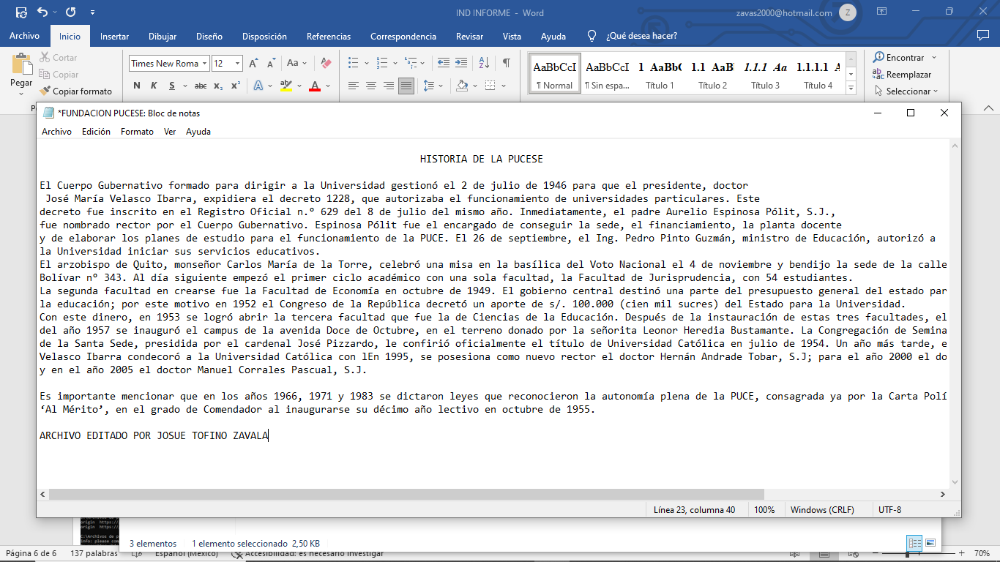 IND INFORME - Word
zavas2000@hotmail.com
Z
Archivo Inicio Insertar Dibujar Diseño Disposición Referencias Correspondencia Revisar Vista Ayuda ¿Qué desea hacer?
Pegar
Cortar
Copiar
Copiar formato
Times New Roma 12
Aa
N K S abc x₂ x²
AaBbCcI AaBbCcI 1 AaBb( 1.1 AaB 1.1.1 Aa 1.1.1.1 A
¶ Normal ¶ Sin espa... Título 1 Título 2 Título 3 Título 4
Encontrar
Reemplazar
Seleccionar
*FUNDACION PUCESE: Bloc de notas
Archivo Edición Formato Ver Ayuda
HISTORIA DE LA PUCESE
El Cuerpo Gubernativo formado para dirigir a la Universidad gestionó el 2 de julio de 1946 para que el presidente, doctor
José María Velasco Ibarra, expidiera el decreto 1228, que autorizaba el funcionamiento de universidades particulares. Este
decreto fue inscrito en el Registro Oficial n.º 629 del 8 de julio del mismo año. Inmediatamente, el padre Aurelio Espinosa Pólit, S.J.,
fue nombrado rector por el Cuerpo Gubernativo. Espinosa Pólit fue el encargado de conseguir la sede, el financiamiento, la planta docente
y de elaborar los planes de estudio para el funcionamiento de la PUCE. El 26 de septiembre, el Ing. Pedro Pinto Guzmán, ministro de Educación, autorizó a
la Universidad iniciar sus servicios educativos.
El arzobispo de Quito, monseñor Carlos María de la Torre, celebró una misa en la basílica del Voto Nacional el 4 de noviembre y bendijo la sede de la calle
Bolívar nº 343. Al día siguiente empezó el primer ciclo académico con una sola facultad, la Facultad de Jurisprudencia, con 54 estudiantes.
La segunda facultad en crearse fue la Facultad de Economía en octubre de 1949. El gobierno central destinó una parte del presupuesto general del estado par
la educación; por este motivo en 1952 el Congreso de la República decretó un aporte de s/. 100.000 (cien mil sucres) del Estado para la Universidad.
Con este dinero, en 1953 se logró abrir la tercera facultad que fue la de Ciencias de la Educación. Después de la instauración de estas tres facultades, el
del año 1957 se inauguró el campus de la avenida Doce de Octubre, en el terreno donado por la señorita Leonor Heredia Bustamante. La Congregación de Semina
de la Santa Sede, presidida por el cardenal José Pizzardo, le confirió oficialmente el título de Universidad Católica en julio de 1954. Un año más tarde, e
Velasco Ibarra condecoró a la Universidad Católica con lEn 1995, se posesiona como nuevo rector el doctor Hernán Andrade Tobar, S.J; para el año 2000 el do
y en el año 2005 el doctor Manuel Corrales Pascual, S.J.
Es importante mencionar que en los años 1966, 1971 y 1983 se dictaron leyes que reconocieron la autonomía plena de la PUCE, consagrada ya por la Carta Polí
‘Al Mérito’, en el grado de Comendador al inaugurarse su décimo año lectivo en octubre de 1955.
ARCHIVO EDITADO POR JOSUE TOFINO ZAVALA
Línea 23, columna 40 100% Windows (CRLF) UTF-8
origin https:/
origin https:/
C:\Archivos de p
3 elementos 1 elemento seleccionado 2,50 KB
Página 6 de 6 137 palabras Español (México) Accesibilidad: es necesario investigar 70%